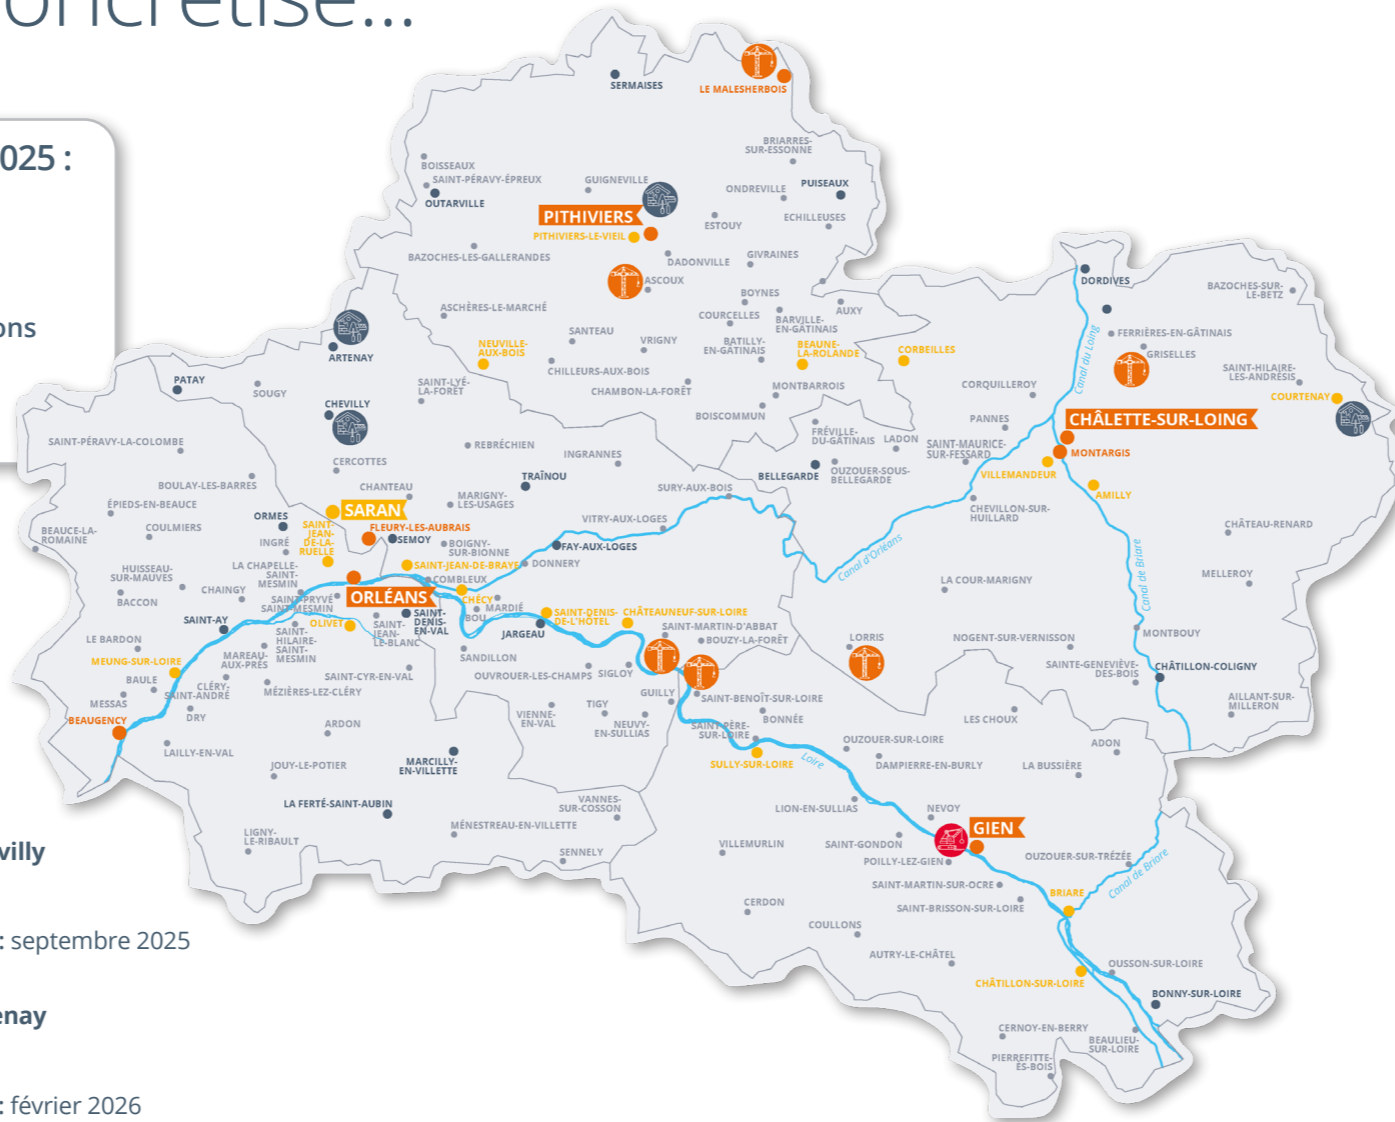 oncrétise...
2025 :
ons
SERMAISES
LE MALESHERBOIS
BRIARRES-
SUR-ESSONNE
BOISSEAUX
SAINT-PÉRAVY-ÉPREUX
OUTARVILLE
GUIGNEVILLE
ONDREVILLE
PUISEAUX
PITHIVIERS
PITHIVIERS-LE-VIEIL
ESTOUY
ECHILLEUSES
BAZOCHES-LES-GALLERANDES
DADONVILLE
GIVRAINES
ASCOUX
DORDIVES
BAZOCHES-SUR-
LE-BETZ
ASCHÈRES-LE-MARCHÉ
BOYNES
COURCELLES
BARVILLE-
EN-GÂTINAIS
AUXY
SANTEAU
VRIGNY
BATILLY-
EN-GÂTINAIS
BEAUNE-
LA-ROLANDE
CORBEILLES
FERRIÈRES-EN-GÂTINAIS
GRISELLES
ARTENAY
NEUVILLE-
AUX-BOIS
CHILLEURS-AUX-BOIS
CHAMBON-LA-FORÊT
MONTBARROIS
BOISCOMMUN
CORQUILLEROY
Canal du Loing
SAINT-HILAIRE-
LES-ANDRÉSIS
COURTENAY
PATAY
SOUGY
SAINT-LYÉ-
LA-FORÊT
CHEVILLY
PANNES
CHÂLETTE-SUR-LOING
SAINT-PÉRAVY-LA-COLOMBE
REBRÉCHIEN
INGRANNES
FRÉVILLE-
DU-GATINAIS
LADON
SAINT-MAURICE-
SUR-FESSARD
MONTARGIS
CERCOTTES
TRAÎNOU
BELLEGARDE
OUZOUER-SOUS-
BELLEGARDE
VILLEMANDEUR
AMILLY
BOULAY-LES-BARRES
CHANTEAU
MARIGNY-
LES-USAGES
SURY-AUX-BOIS
CHEVILLON-SUR-
HUILLARD
ÉPIEDS-EN-BEAUCE
SARAN
ORMES
VITRY-AUX-LOGES
CHÂTEAU-RENARD
BEAUCE-LA-
ROMAINE
COULMIERS
INGRÉ
SAINT-
JEAN-
DE-LA-
RUELLE
FLEURY-LES-AUBRAIS
SEMOY
BOIGNY-
SUR-BIONNE
FAY-AUX-LOGES
Canal d'Orléans
Canal de Briare
HUISSEAU-
SUR-MAUVES
LA CHAPELLE-
SAINT-
MESMIN
SAINT-JEAN-DE-BRAYE
DONNERY
COMBLEUX
LA COUR-MARIGNY
MELLEROY
BACCON
CHAINGY
SAINT-PRYVÉ
SAINT-MESMIN
ORLÉANS
CHÉCY
MARDIÉ
BOU
SAINT-AY
OLIVET
SAINT-
JEAN-
LE-BLANC
SAINT-
DENIS-
EN-VAL
JARGEAU
SAINT-DENIS-
DE-L'HÔTEL
CHÂTEAUNEUF-SUR-LOIRE
SAINT-MARTIN-D'ABBAT
BOUZY-LA-FORÊT
LORRIS
NOGENT-SUR-VERNISSON
MONTBOUY
LE BARDON
SAINT-
HILAIRE-
SAINT-
MESMIN
MAREAU-
AUX-PRÉS
SANDILLON
MEUNG-SUR-LOIRE
BAULE
CLÉRY-
SAINT-ANDRÉ
MÉZIÈRES-LEZ-CLÉRY
SAINT-CYR-EN-VAL
OUVROUER-LES-CHAMPS
SIGLOY
SAINTE-GENEVIÈVE-
DES-BOIS
CHÂTILLON-COLIGNY
MESSAS
DRY
GUILLY
SAINT-BENOÎT-SUR-LOIRE
AILLANT-SUR-
MILLERON
BEAUGENCY
ARDON
VIENNE-
EN-VAL
TIGY
NEUVY-
EN-SULLIAS
SAINT-PÈRE-
SUR-LOIRE
BONNÉE
LES CHOUX
LAILLY-EN-VAL
OUZOUER-SUR-LOIRE
ADON
JOUY-LE-POTIER
MARCILLY-
EN-VILLETTE
SULLY-SUR-LOIRE
Loire
DAMPIERRE-EN-BURLY
LA BUSSIÈRE
LA FERTÉ-SAINT-AUBIN
VANNES-
SUR-COSSON
LION-EN-SULLIAS
NEVOY
LIGNY-
LE-RIBAULT
MÉNESTREAU-EN-VILLETTE
GIEN
villy
SENNELY
VILLEMURLIN
SAINT-GONDON
POILLY-LEZ-GIEN
OUZOUER-SUR-TRÉZÉE
SAINT-MARTIN-SUR-OCRE
BRIARE
Canal de Briare
CERDON
SAINT-BRISSON-SUR-LOIRE
: septembre 2025
COULLONS
AUTRY-LE-CHÂTEL
OUSSON-SUR-LOIRE
CHÂTILLON-SUR-LOIRE
BONNY-SUR-LOIRE
enay
CERNOY-EN-BERRY
BEAULIEU-
SUR-LOIRE
PIERREFITTE-
ES-BOIS
: février 2026